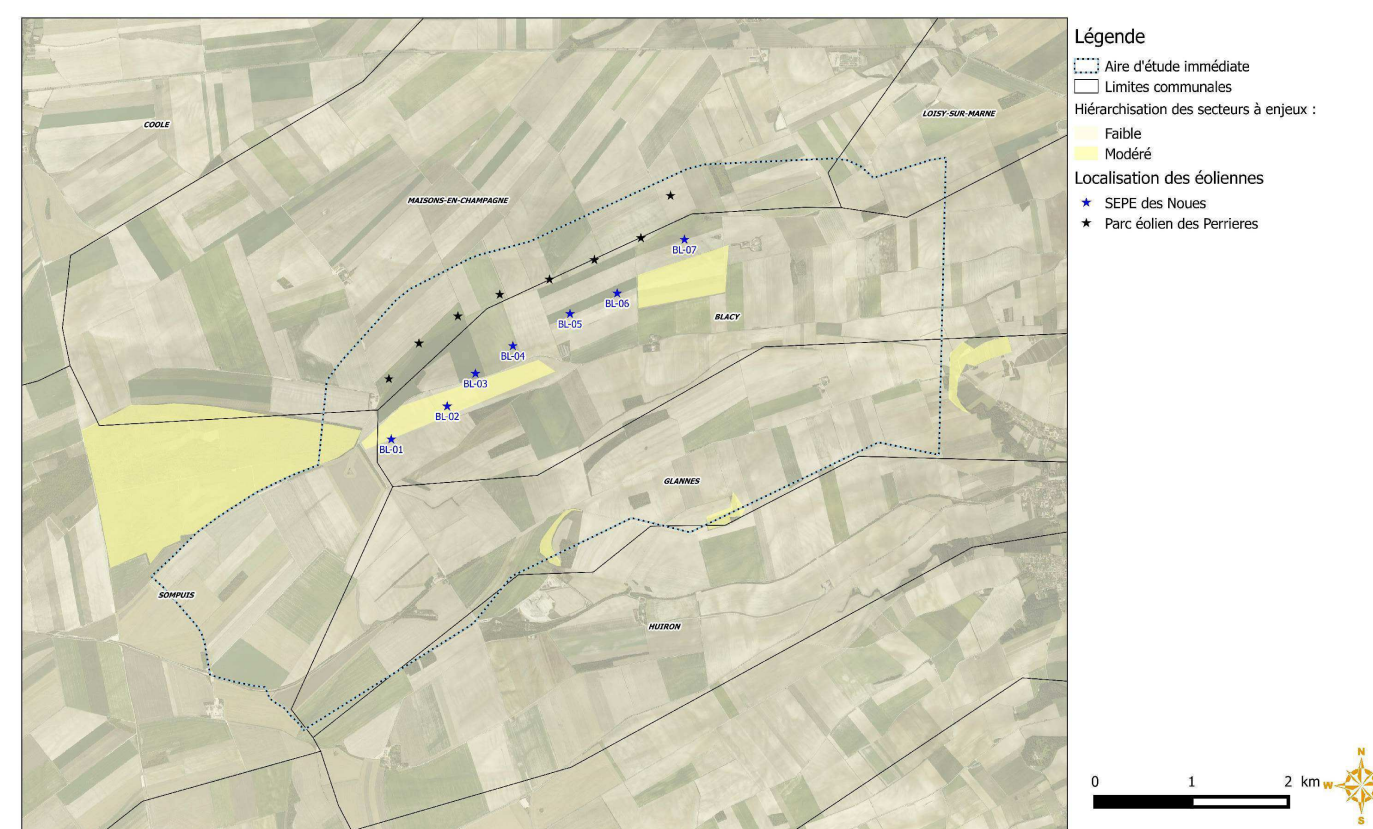 COOLE
LOISY-SUR-MARNE
MAISONS-EN-CHAMPAGNE
BL-07
BL-06
BLACY
BL-05
BL-04
BL-03
BL-02
BL-01
GLANNES
SOMPUIS
HUIRON
Légende
Aire d'étude immédiate
Limites communales
Hiérarchisation des secteurs à enjeux :
Faible
Modéré
Localisation des éoliennes
SEPE des Noues
Parc éolien des Perrieres
0 1 2 km
N
W
S